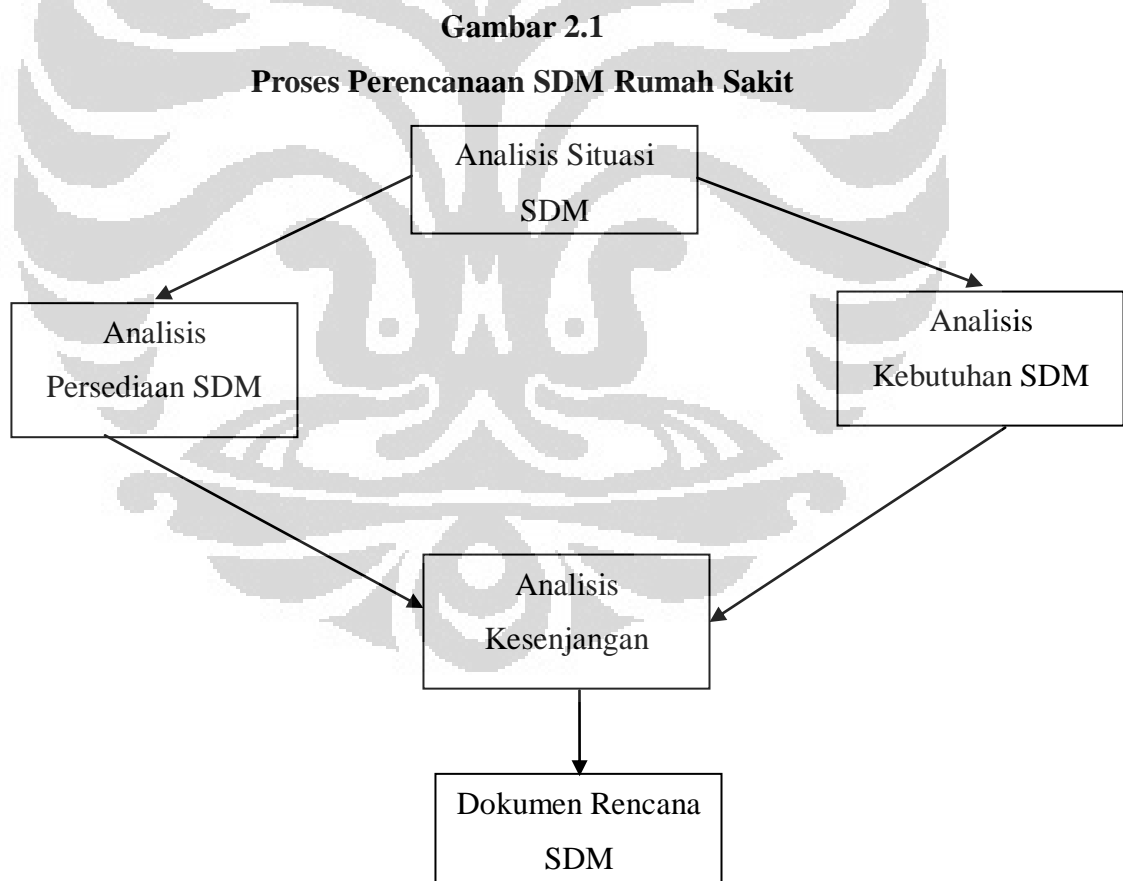 Gambar 2.1
Proses Perencanaan SDM Rumah Sakit
Analisis Situasi
SDM
Analisis
Persediaan SDM
Analisis
Kebutuhan SDM
Analisis
Kesenjangan
Dokumen Rencana
SDM